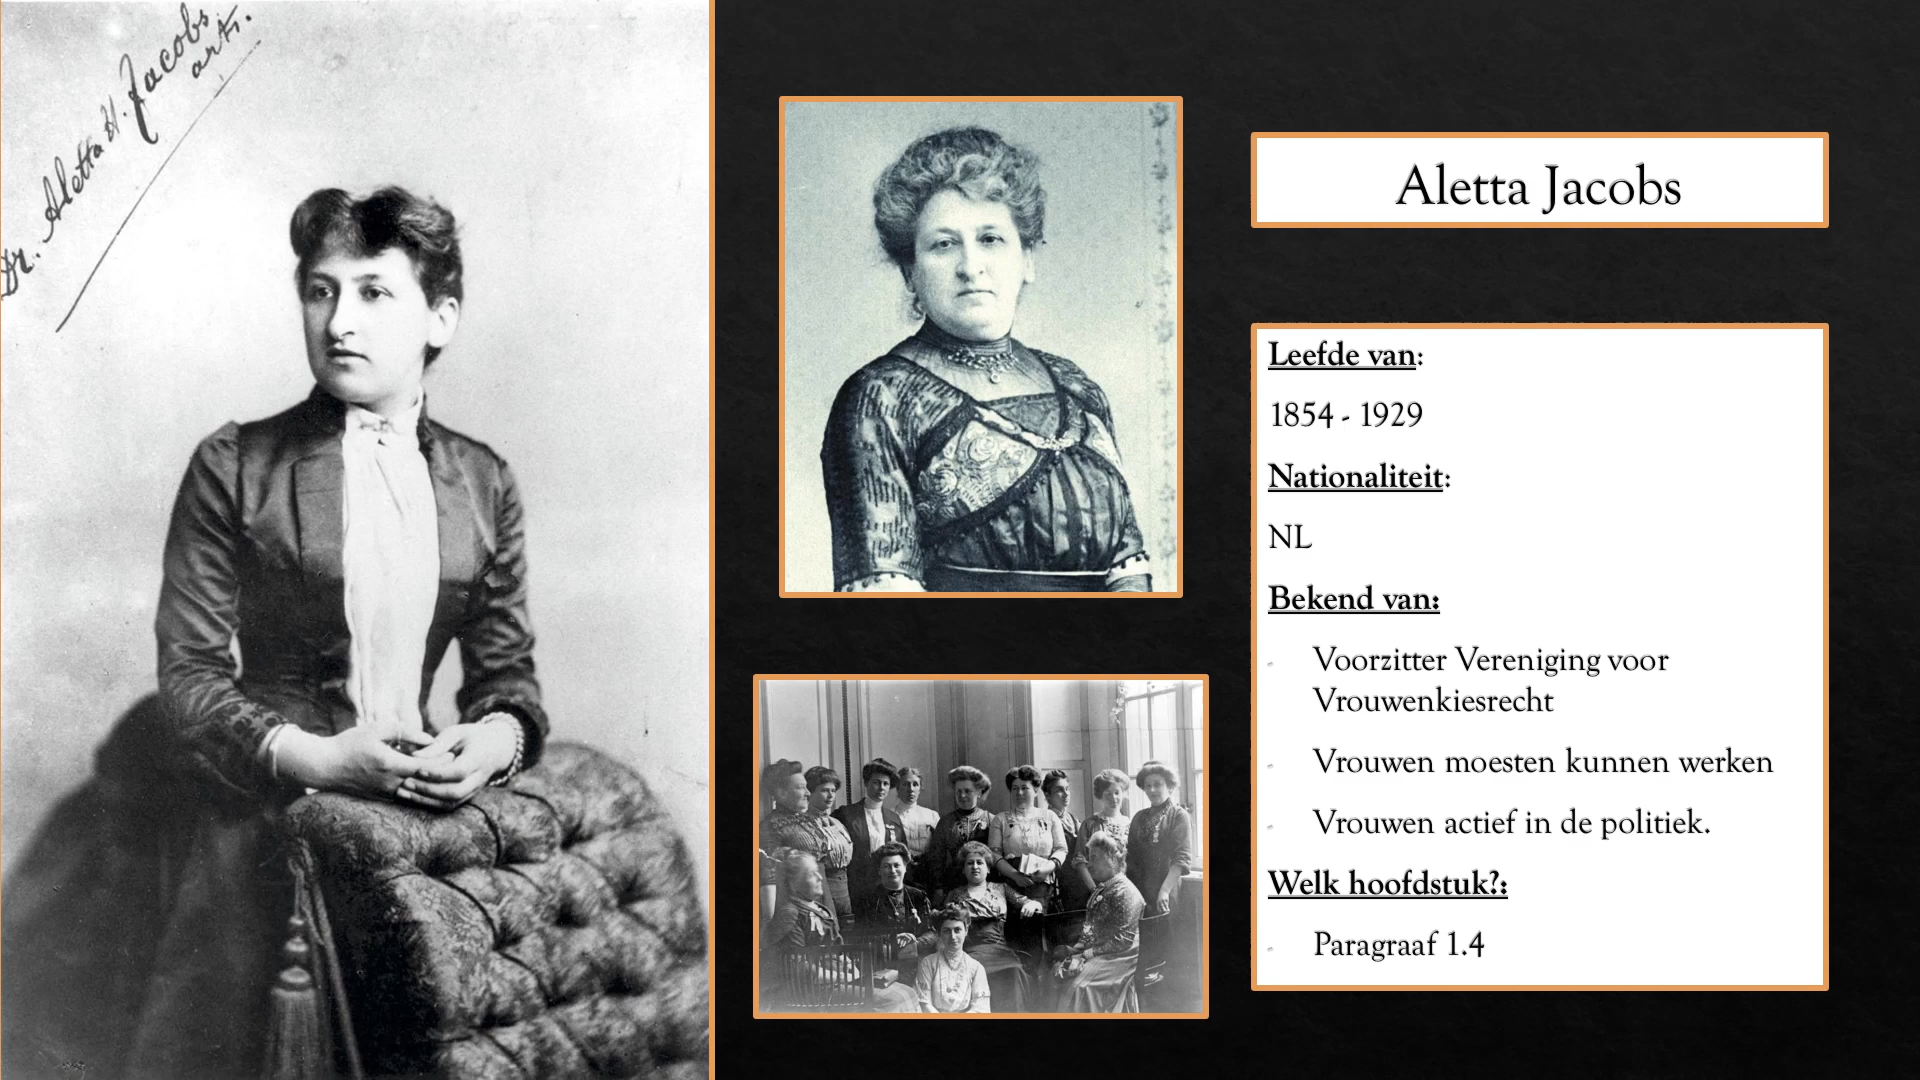 Dr. Aletta H. Jacobs
arts.
Aletta Jacobs
Leefde van:
1854 - 1929
Nationaliteit:
NL
Bekend van:
- Voorzitter Vereniging voor
Vrouwenkiesrecht
- Vrouwen moesten kunnen werken
- Vrouwen actief in de politiek.
Welk hoofdstuk?:
- Paragraaf 1.4